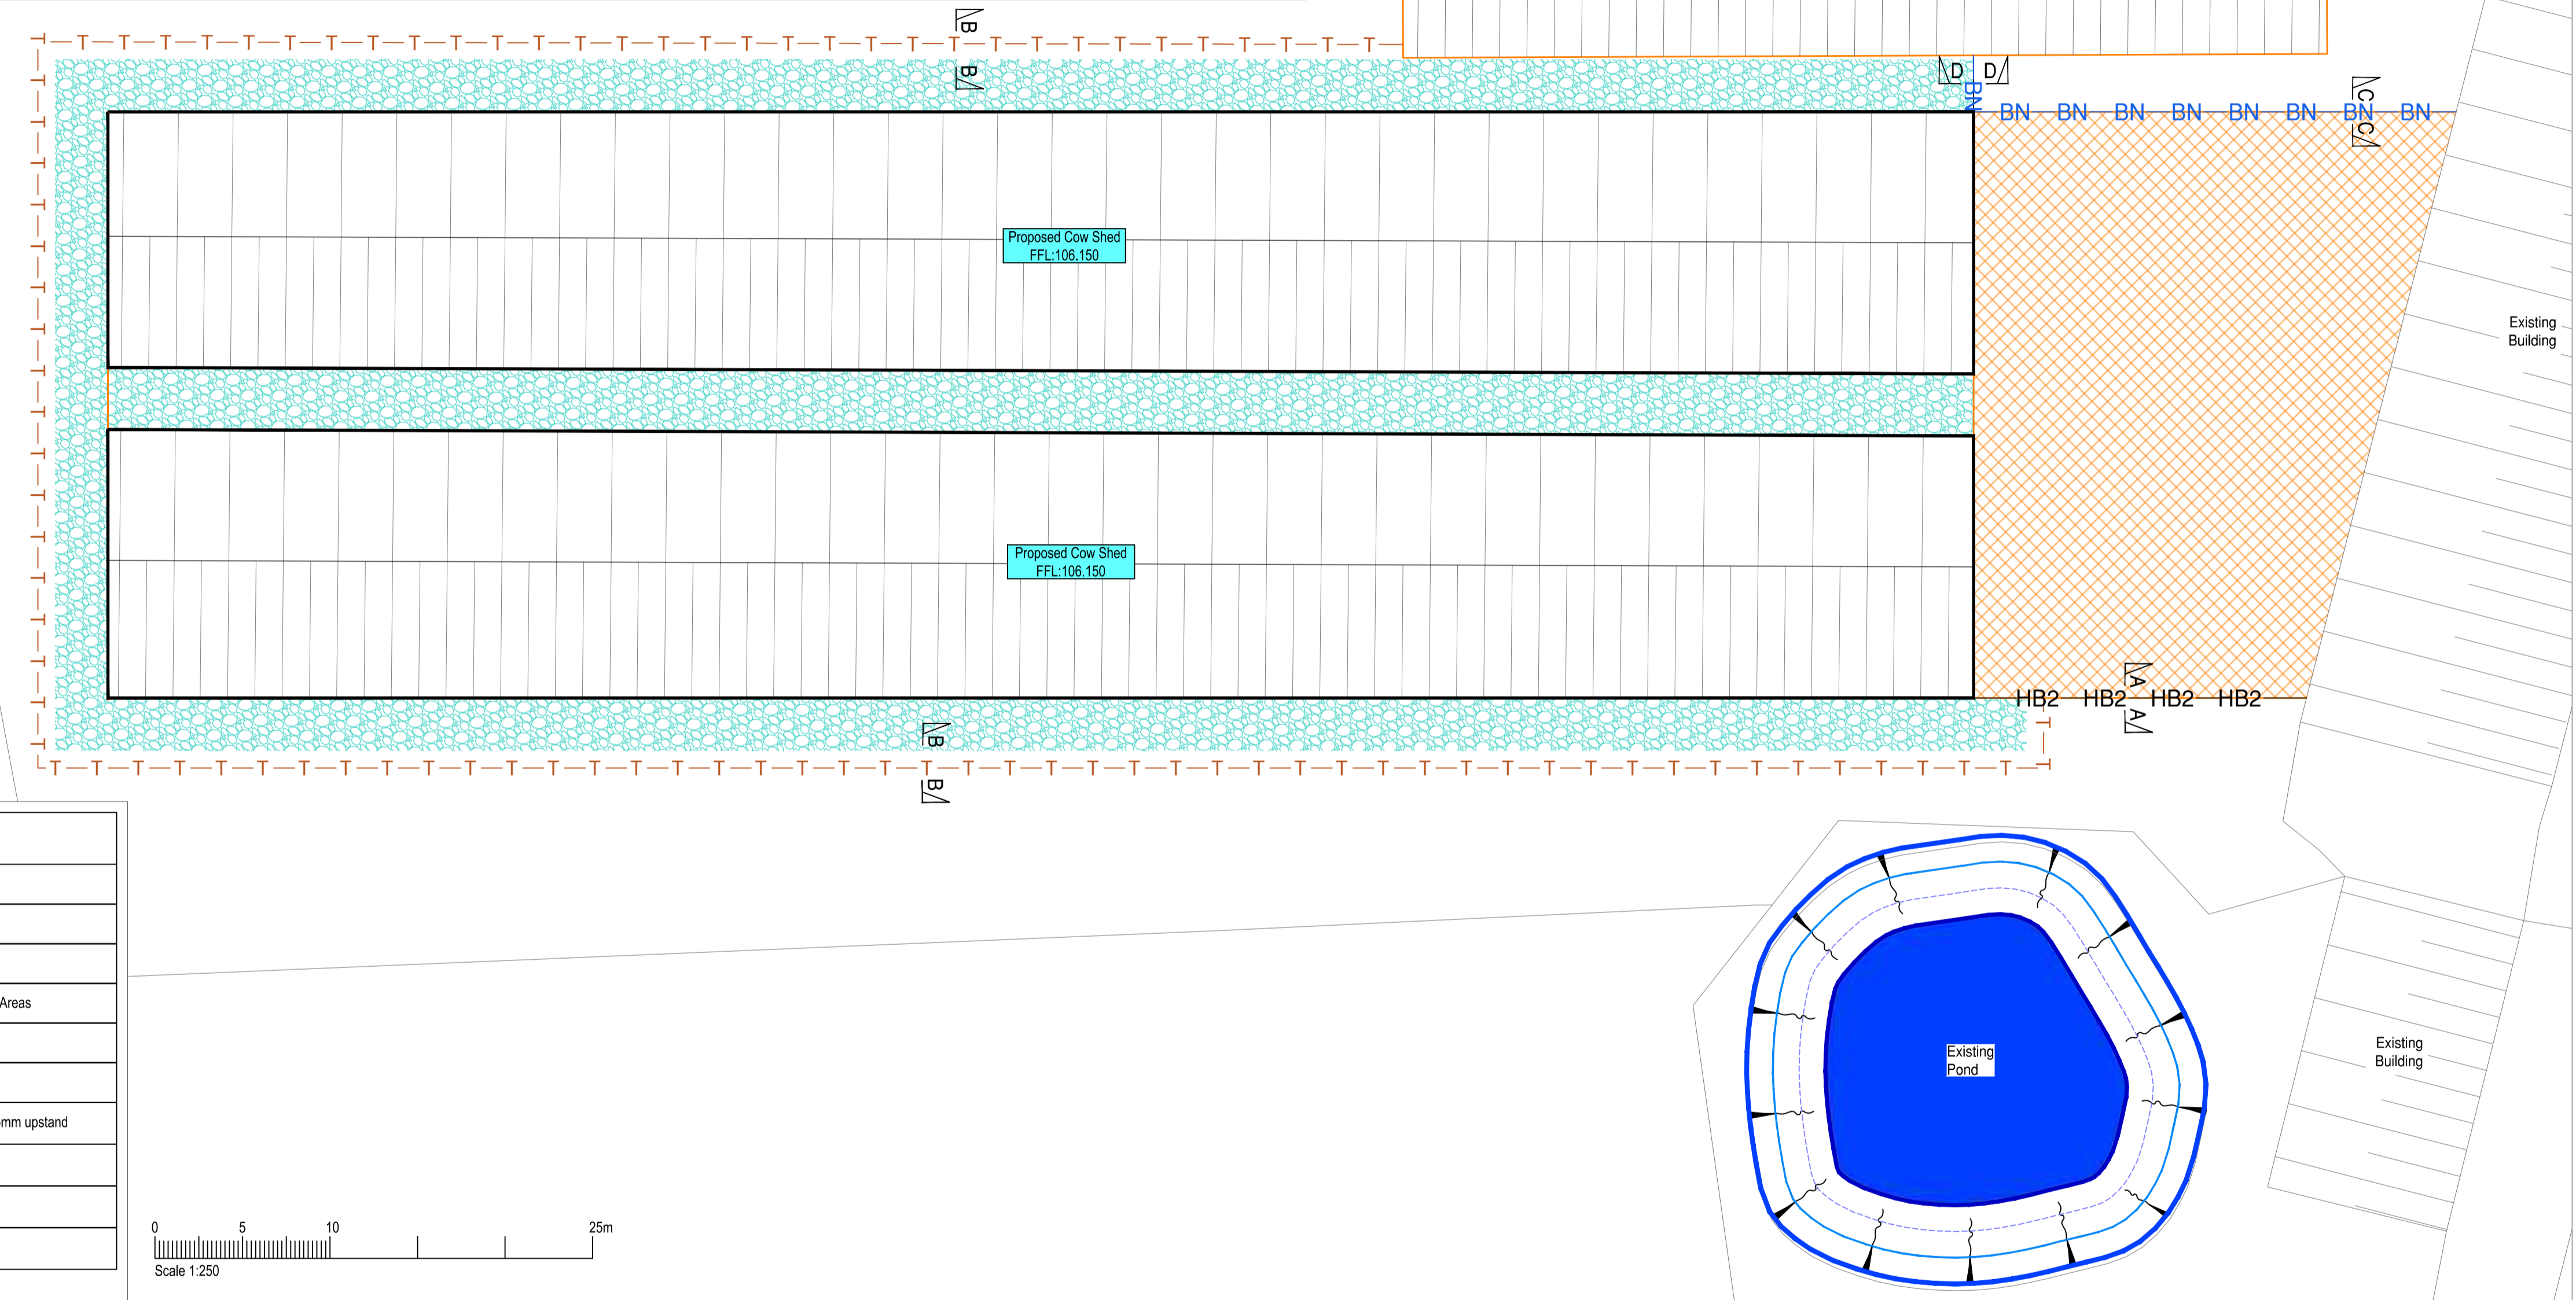 B
B
D D
BN
C
BN BN BN BN BN BN BN BN
C
Proposed Cow Shed
FFL:106.150
Existing
Building
Proposed Cow Shed
FFL:106.150
A
HB2 HB2 HB2 HB2
A
B
B
Areas
mm upstand
Existing
Pond
Existing
Building
0 5 10 25m
Scale 1:250